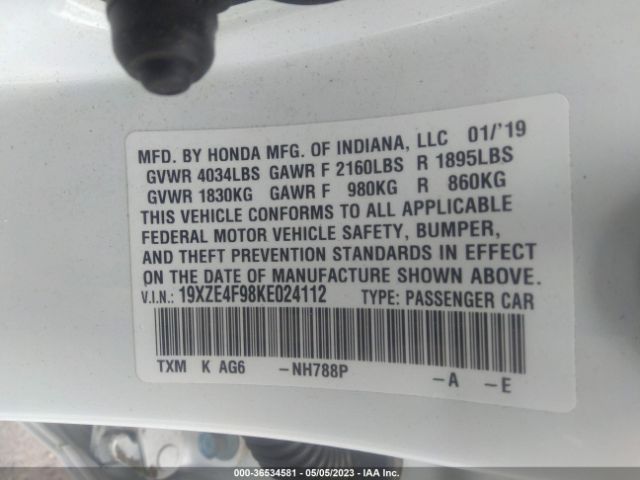 MFD. BY HONDA MFG. OF INDIANA, LLC 01/'19
GVWR 4034LBS GAWR F 2160LBS R 1895LBS
GVWR 1830KG GAWR F 980KG R 860KG
THIS VEHICLE CONFORMS TO ALL APPLICABLE
FEDERAL MOTOR VEHICLE SAFETY, BUMPER,
AND THEFT PREVENTION STANDARDS IN EFFECT
ON THE DATE OF MANUFACTURE SHOWN ABOVE.
V.I.N.: 19XZE4F98KE024112 TYPE: PASSENGER CAR
TXM K AG6 -NH788P -A -E
000-36534581 - 05/05/2023 - IAA Inc.